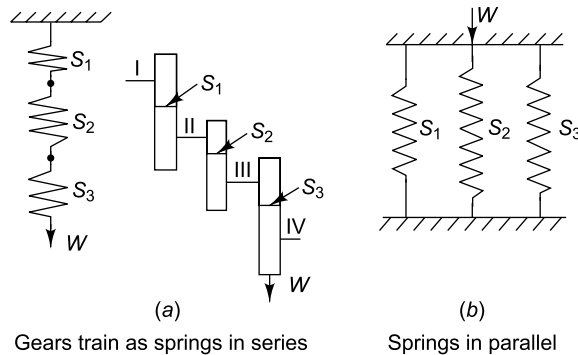 W
S1
S2
S3
W
I
S1
II
S2
III
S3
IV
W
S1
S2
S3
(a)
(b)
Gears train as springs in series
Springs in parallel